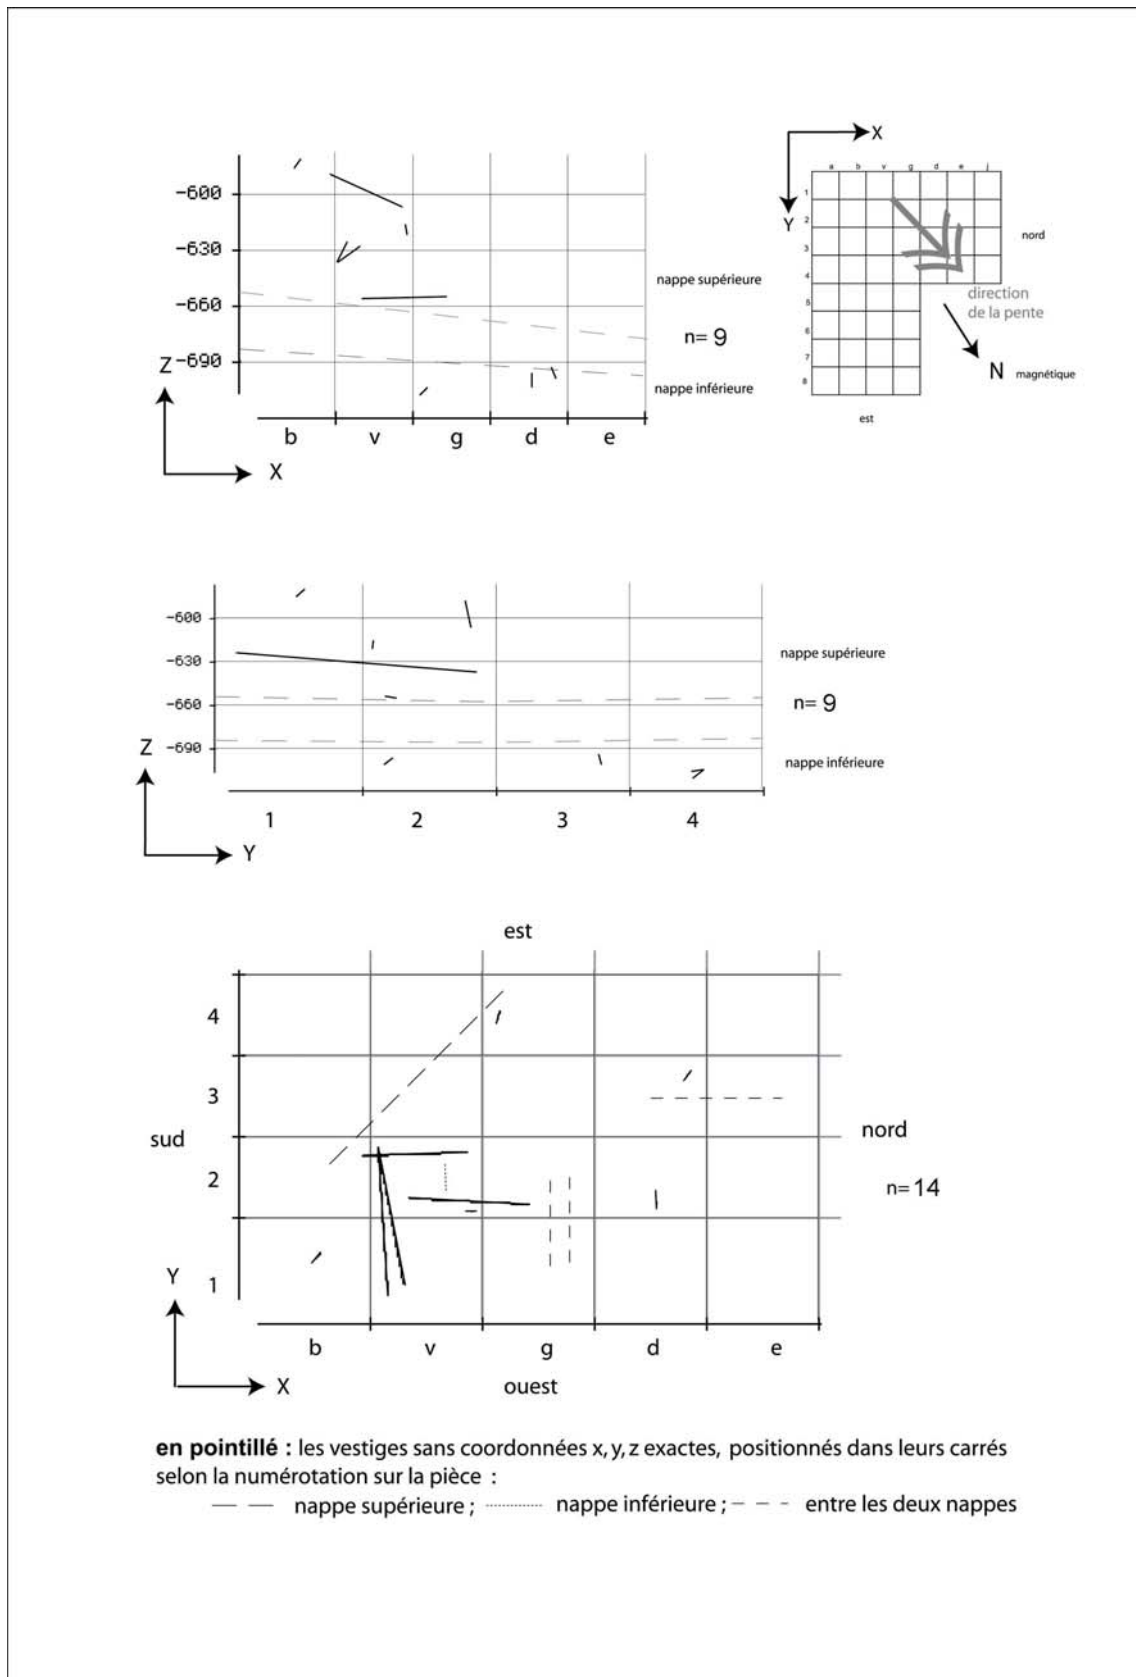 -600
-630
-660
Z -690
b v g d e
X
nappe supérieure
n= 9
nappe inférieure
X
a b v g d e j
1
Y 2
3
4
5
6
7
8
nord
direction
de la pente
N magnétique
est
-600
-630
-660
Z -690
1 2 3 4
Y
nappe supérieure
n= 9
nappe inférieure
est
4
3
sud
2
Y 1
b v g d e
X
ouest
nord
n=14
en pointillé : les vestiges sans coordonnées x, y, z exactes, positionnés dans leurs carrés
selon la numérotation sur la pièce :
nappe supérieure ; nappe inférieure ; entre les deux nappes